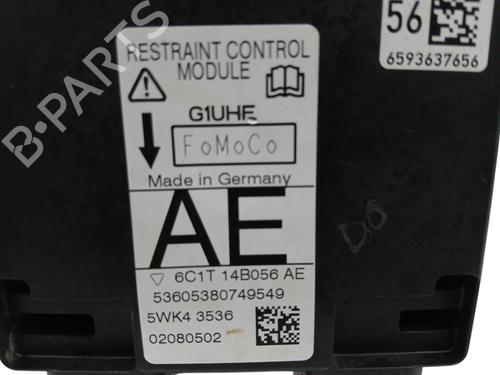 RESTRAINT CONTROL
MODULE
G1UHE
FoMoCo
Made in Germany
AE
6C1T 14B056 AE
53605380749549
5WK4 3536
02080502
56
6593637656
B-Parts